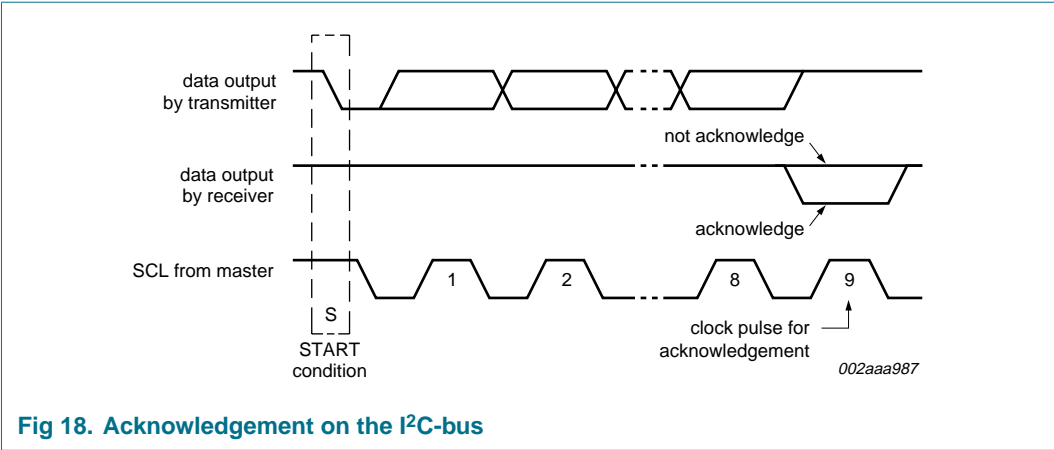 data output
by transmitter
not acknowledge
data output
by receiver
acknowledge
SCL from master
1
2
8
9
S
START
condition
clock pulse for
acknowledgement
002aaa987
Fig 18. Acknowledgement on the I²C-bus